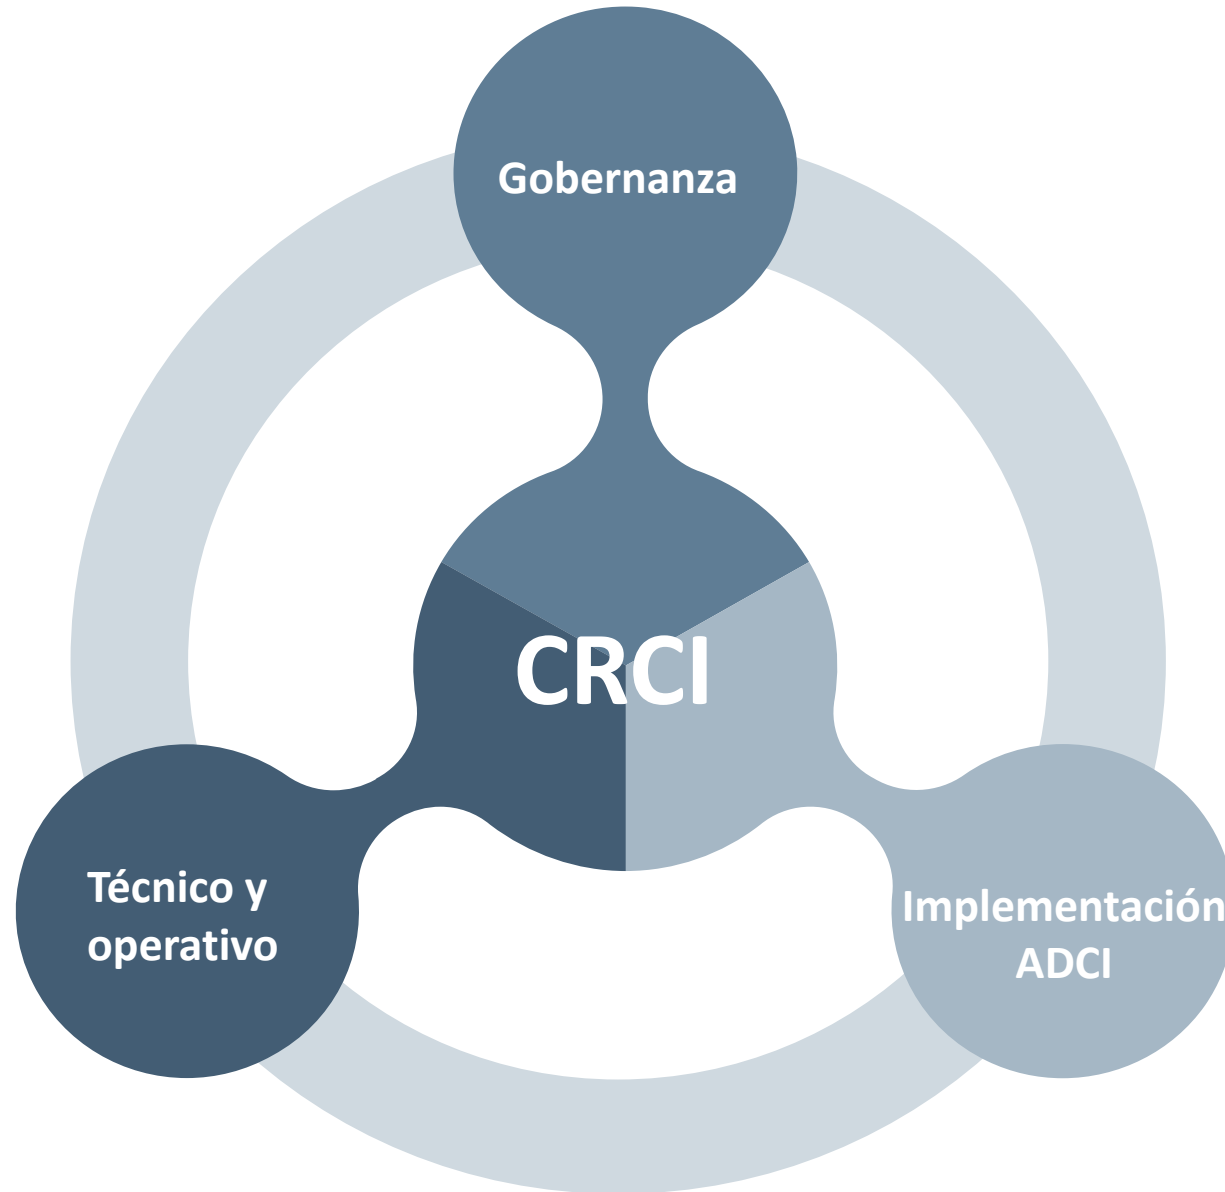 Gobernanza
CRCI
Técnico y
operativo
Implementación
ADCI